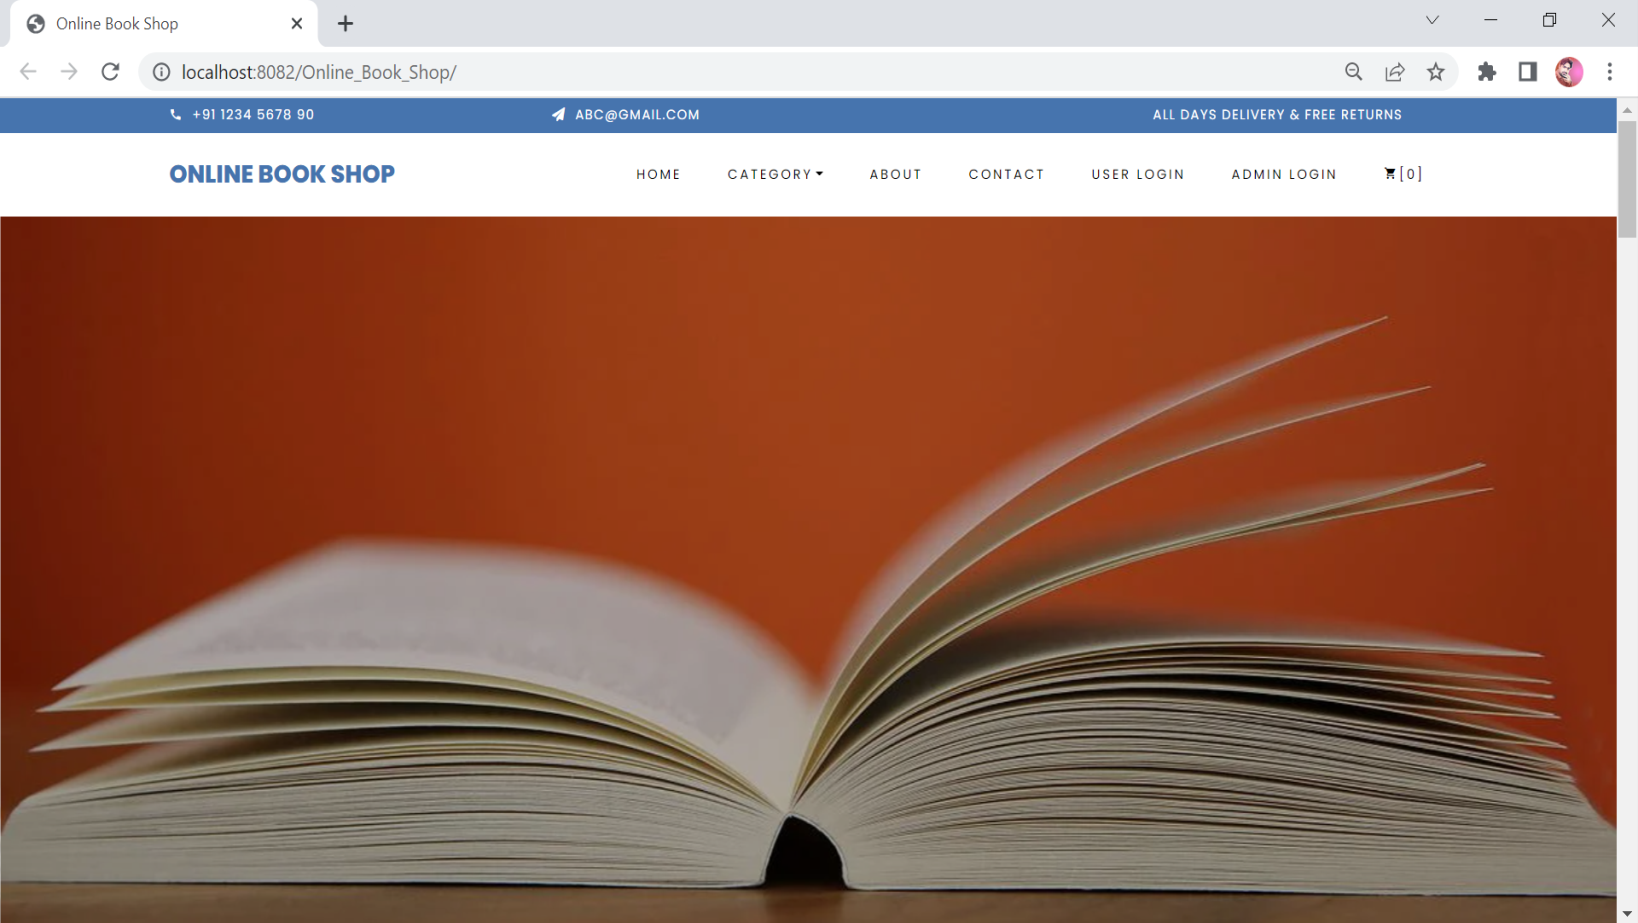 Online Book Shop
localhost:8082/Online_Book_Shop/
+91 1234 5678 90 ABC@GMAIL.COM ALL DAYS DELIVERY & FREE RETURNS
ONLINE BOOK SHOP HOME CATEGORY ABOUT CONTACT USER LOGIN ADMIN LOGIN [0]